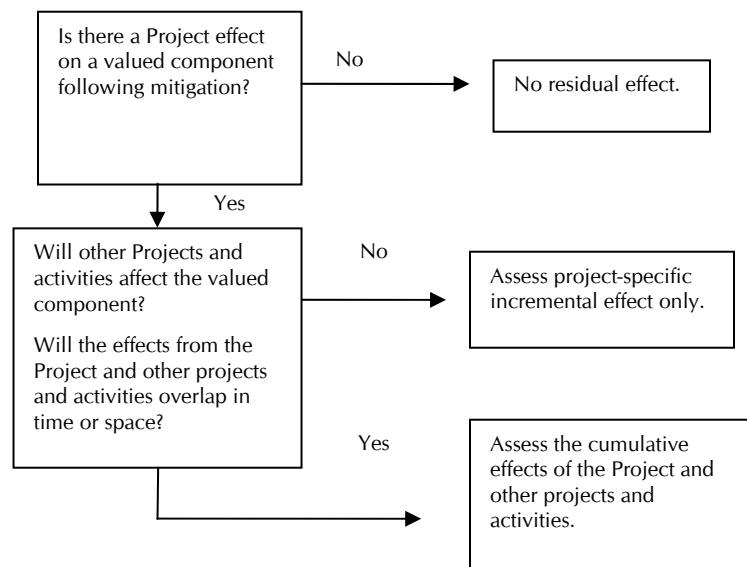 Is there a Project effect
on a valued component
following mitigation?
No
No residual effect.
Yes
Will other Projects and
activities affect the valued
component?
Will the effects from the
Project and other projects
and activities overlap in
time or space?
No
Assess project-specific
incremental effect only.
Yes
Assess the cumulative
effects of the Project and
other projects and
activities.